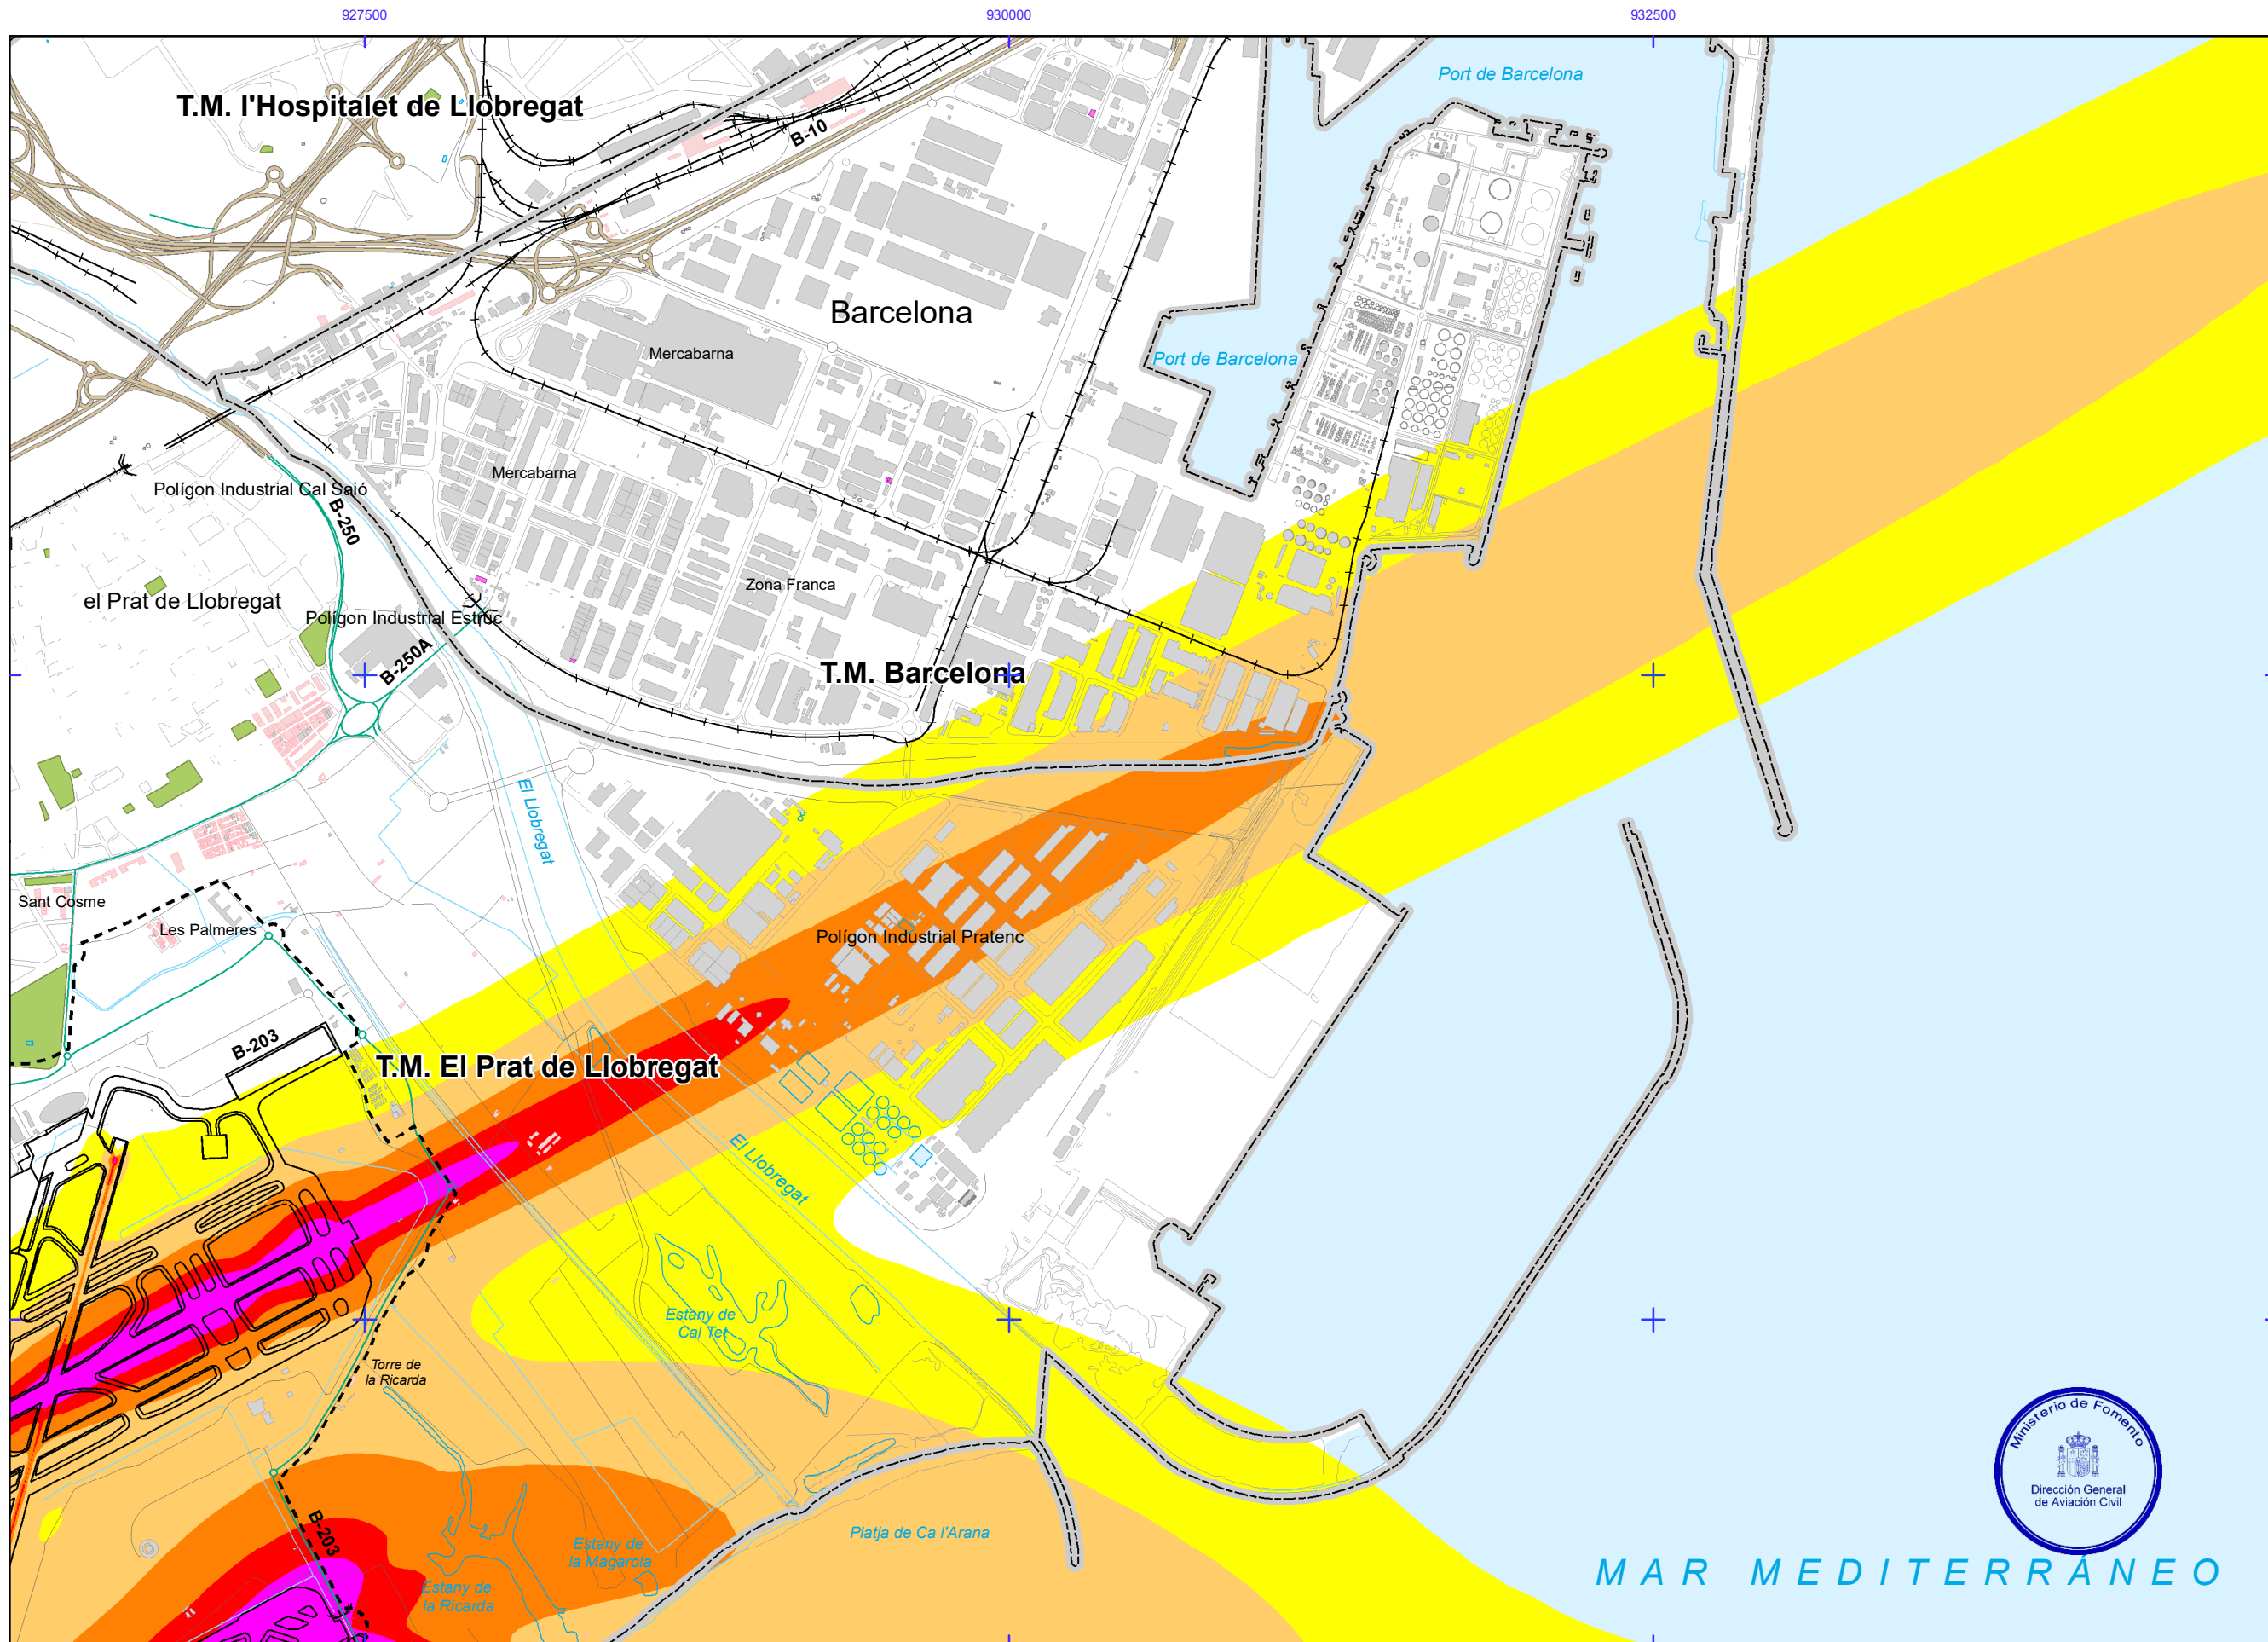 927500
930000
932500
Port de Barcelona
T.M. l'Hospitalet de Llobregat
B-10
Barcelona
Mercabarna
Port de Barcelona
Mercabarna
Polígon Industrial Cal Saió
B-250
Zona Franca
el Prat de Llobregat
Polígon Industrial Estruc
B-250A
T.M. Barcelona
El Llobregat
Sant Cosme
Les Palmeres
Polígon Industrial Pratenc
B-203
T.M. El Prat de Llobregat
El Llobregat
Estany de
Cal Tet
Torre de
la Ricarda
Ministerio de Fomento
Dirección General
de Aviación Civil
B-203
Platja de Ca l'Arana
Estany de
la Magarola
MAR MEDITERRÁNEO
Estany de
la Ricarda